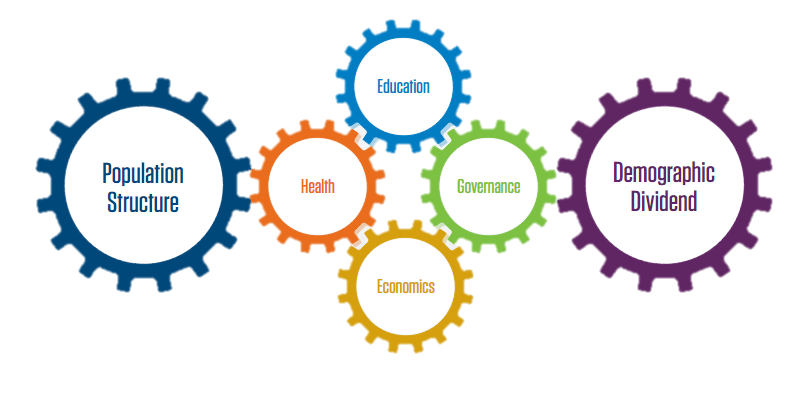 Education
Population
Structure
Health
Governance
Demographic
Dividend
Economics